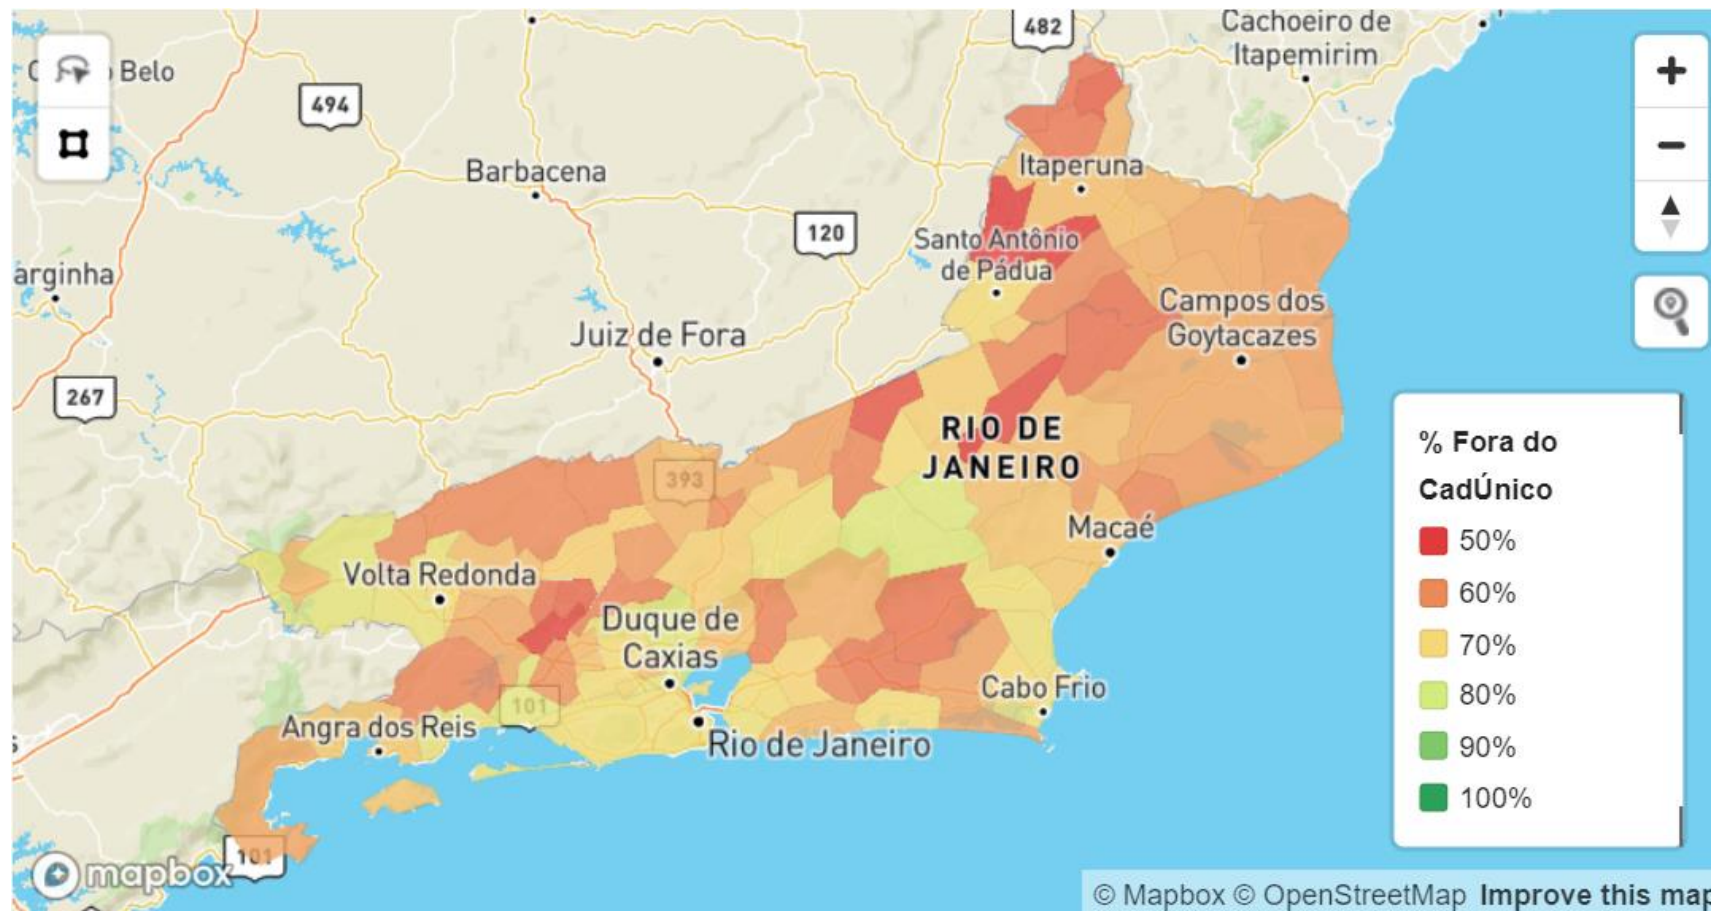 482
Cachoeiro de
Itapemirim
Belo
494
Barbacena
Itaperuna
120
Santo Antônio
de Pádua
arginha
Campos dos
Goytacazes
Juiz de Fora
267
RIO DE
JANEIRO
393
Macaé
Volta Redonda
Duque de
Caxias
Cabo Frio
101
Angra dos Reis
Rio de Janeiro
101
mapbox
% Fora do
CadÚnico
50%
60%
70%
80%
90%
100%
© Mapbox © OpenStreetMap Improve this map